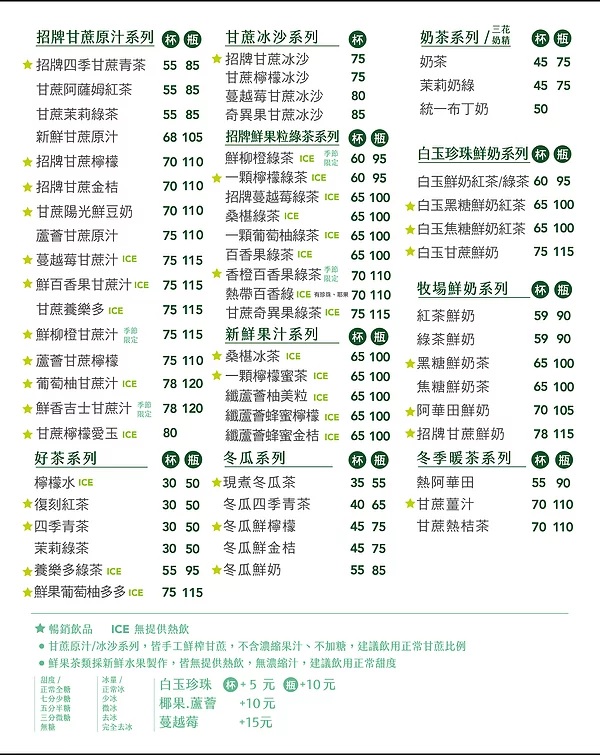 招牌甘蔗原汁系列 杯 瓶
招牌四季甘蔗青茶 55 85
甘蔗阿薩姆紅茶 55 85
甘蔗茉莉綠茶 55 85
新鮮甘蔗原汁 68 105
招牌甘蔗檸檬 70 110
招牌甘蔗金桔 70 110
甘蔗陽光鮮豆奶 70 110
蘆薈甘蔗原汁 75 110
蔓越莓甘蔗汁 ICE 75 115
鮮百香果甘蔗汁 ICE 75 115
甘蔗養樂多 ICE 75 115
鮮柳橙甘蔗汁 季節限定 75 115
蘆薈甘蔗檸檬 75 110
葡萄柚甘蔗汁 ICE 78 120
鮮香吉士甘蔗汁 季節限定 78 120
甘蔗檸檬愛玉 ICE 80
好茶系列 杯 瓶
檸檬水 ICE 30 50
復刻紅茶 30 50
四季青茶 30 50
茉莉綠茶 30 50
養樂多綠茶 ICE 55 95
鮮果葡萄柚多多 ICE 75 115
甘蔗冰沙系列 杯
招牌甘蔗冰沙 75
甘蔗檸檬冰沙 75
蔓越莓甘蔗冰沙 80
奇異果甘蔗冰沙 85
招牌鮮果粒綠茶系列 杯 瓶
鮮柳橙綠茶 ICE 季節限定 60 95
一顆檸檬綠茶 ICE 60 95
招牌蔓越莓綠茶 ICE 65 100
桑椹綠茶 ICE 65 100
一顆葡萄柚綠茶 ICE 65 100
百香果綠茶 ICE 65 100
香橙百香果綠茶 季節限定 70 110
熱帶百香綠 ICE 有珍珠、椰果 70 110
甘蔗奇異果綠茶 ICE 75 115
新鮮果汁系列 杯 瓶
桑椹冰茶 ICE 65 100
一顆檸檬蜜茶 ICE 65 100
纖蘆薈柚美粒 ICE 65 100
纖蘆薈蜂蜜檸檬 ICE 65 100
纖蘆薈蜂蜜金桔 ICE 65 100
冬瓜系列 杯 瓶
現煮冬瓜茶 35 55
冬瓜四季青茶 40 65
冬瓜鮮檸檬 45 75
冬瓜鮮金桔 45 75
冬瓜鮮奶 55 85
奶茶系列 / 三花奶精 杯 瓶
奶茶 45 75
茉莉奶綠 45 75
統一布丁奶 50
白玉珍珠鮮奶系列 杯 瓶
白玉鮮奶紅茶/綠茶 60 95
白玉黑糖鮮奶紅茶 65 100
白玉焦糖鮮奶紅茶 65 100
白玉甘蔗鮮奶 75 115
牧場鮮奶系列 杯 瓶
紅茶鮮奶 59 90
綠茶鮮奶 59 90
黑糖鮮奶茶 65 100
焦糖鮮奶茶 65 100
阿華田鮮奶 70 105
招牌甘蔗鮮奶 78 115
冬季暖茶系列 杯 瓶
熱阿華田 55 90
甘蔗薑汁 70 110
甘蔗熱桔茶 70 110
暢銷飲品 ICE 無提供熱飲
甘蔗原汁/冰沙系列，皆手工鮮榨甘蔗，不含濃縮果汁、不加糖，建議飲用正常甘蔗比例
鮮果茶類採新鮮水果製作，皆無提供熱飲，無濃縮汁，建議飲用正常甜度
甜度 /
正常全糖
七分少糖
五分半糖
三分微糖
無糖
冰量 /
正常冰
少冰
微冰
去冰
完全去冰
白玉珍珠 杯+5 元 瓶+10 元
椰果.蘆薈 +10元
蔓越莓 +15元